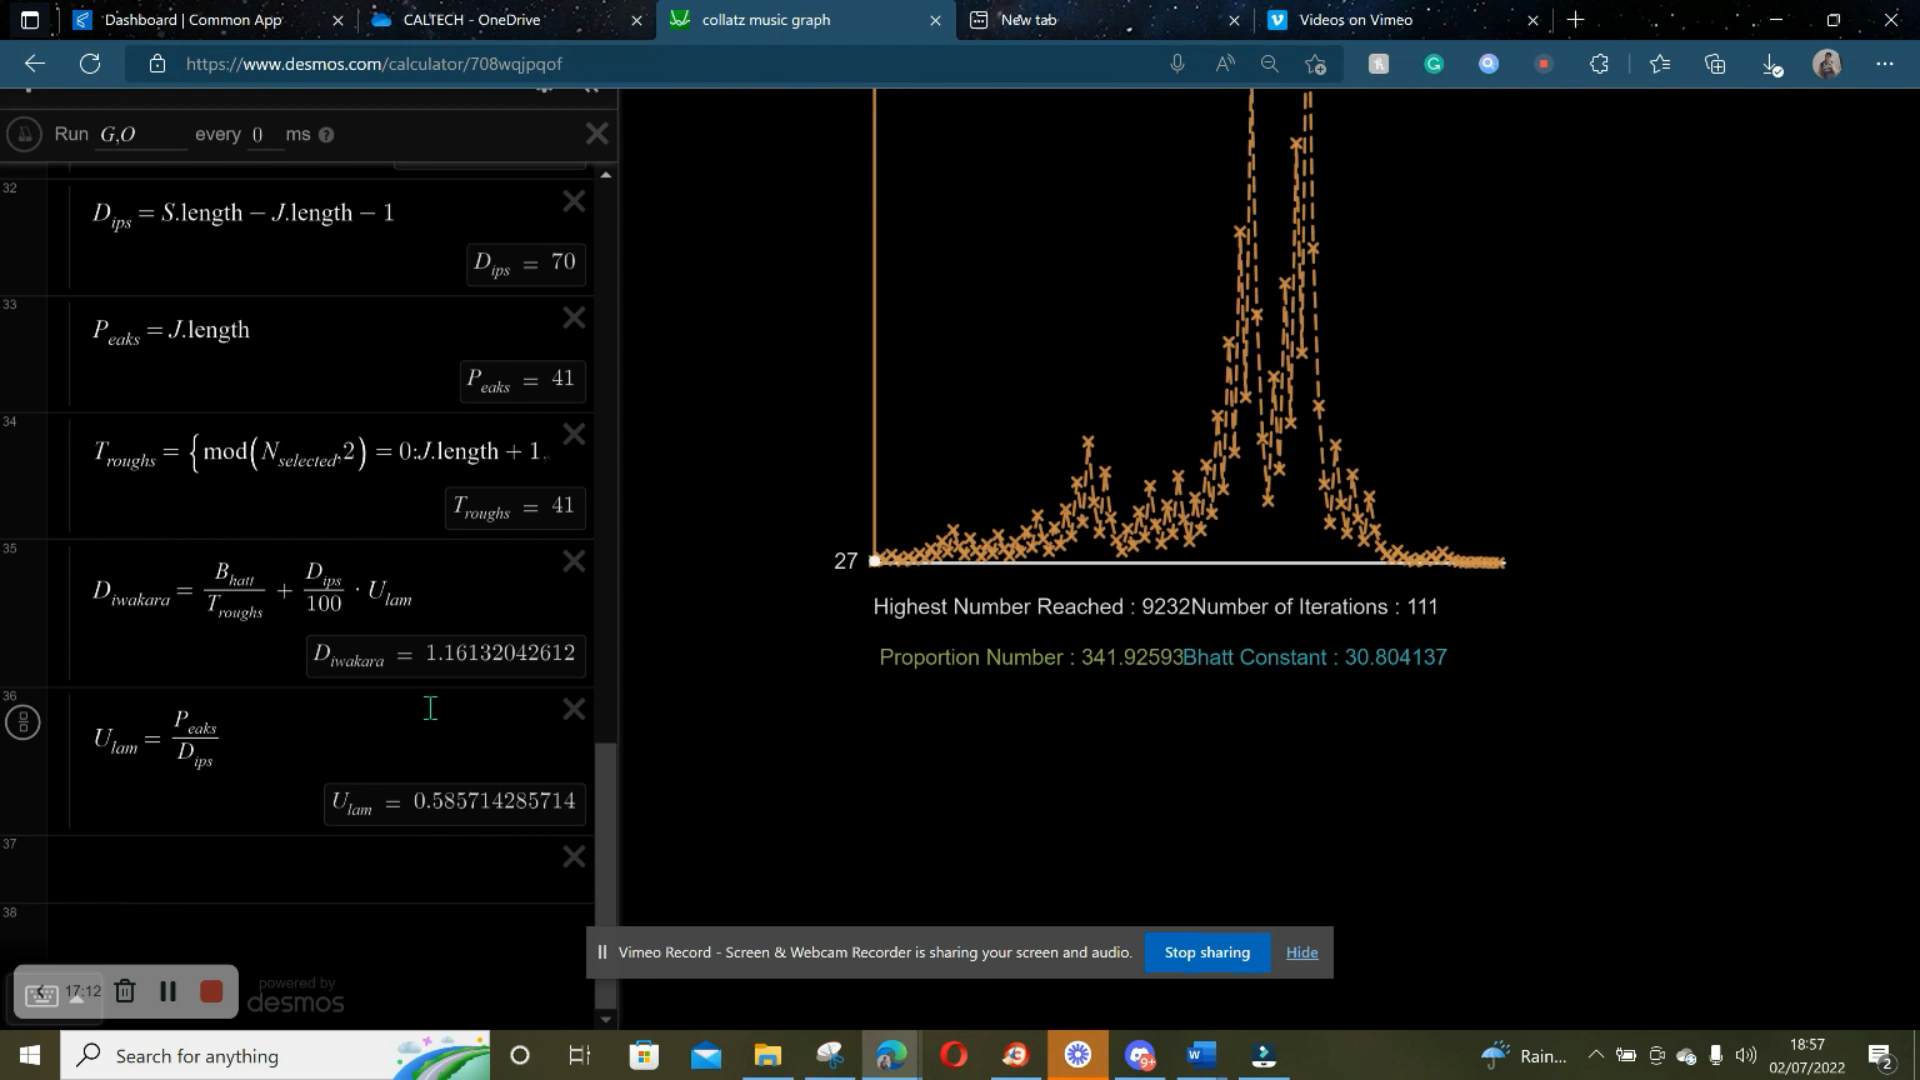 Dashboard | Common App
CALTECH - OneDrive
collatz music graph
New tab
Videos on Vimeo
https://www.desmos.com/calculator/708wqjpqof
Run G,O every 0 ms
32
D_ips = S.length − J.length − 1
D_ips = 70
33
P_eaks = J.length
P_eaks = 41
34
T_roughs = {mod(N_selected, 2) = 0:J.length + 1,
T_roughs = 41
35
D_iwakara = B_hatt/T_roughs + D_ips/100 · U_lam
D_iwakara = 1.16132042612
36
U_lam = P_eaks/D_ips
U_lam = 0.585714285714
37
38
27
Highest Number Reached : 9232Number of Iterations : 111
Proportion Number : 341.92593Bhatt Constant : 30.804137
Vimeo Record - Screen & Webcam Recorder is sharing your screen and audio. Stop sharing Hide
17:12
powered by
desmos
Search for anything
9+
W
Rain...
18:57
02/07/2022
2